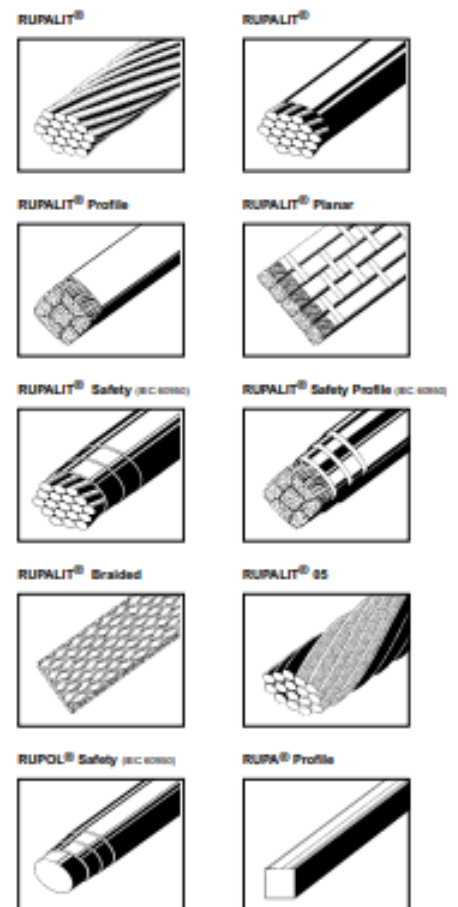 RUPALIT® RUPALIT®
RUPALIT® Profile RUPALIT® Planar
RUPALIT® Safety (IEC 60950) RUPALIT® Safety Profile (IEC 60950)
RUPALIT® Braided RUPALIT® 05
RUPOL® Safety (IEC 60950) RUPA® Profile